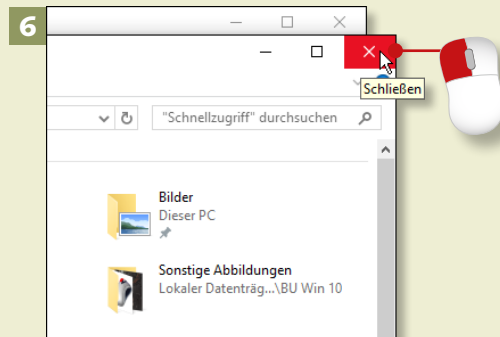 6
Schließen
"Schnellzugriff" durchsuchen
Bilder
Dieser PC
Sonstige Abbildungen
Lokaler Datenträg...\BU Win 10